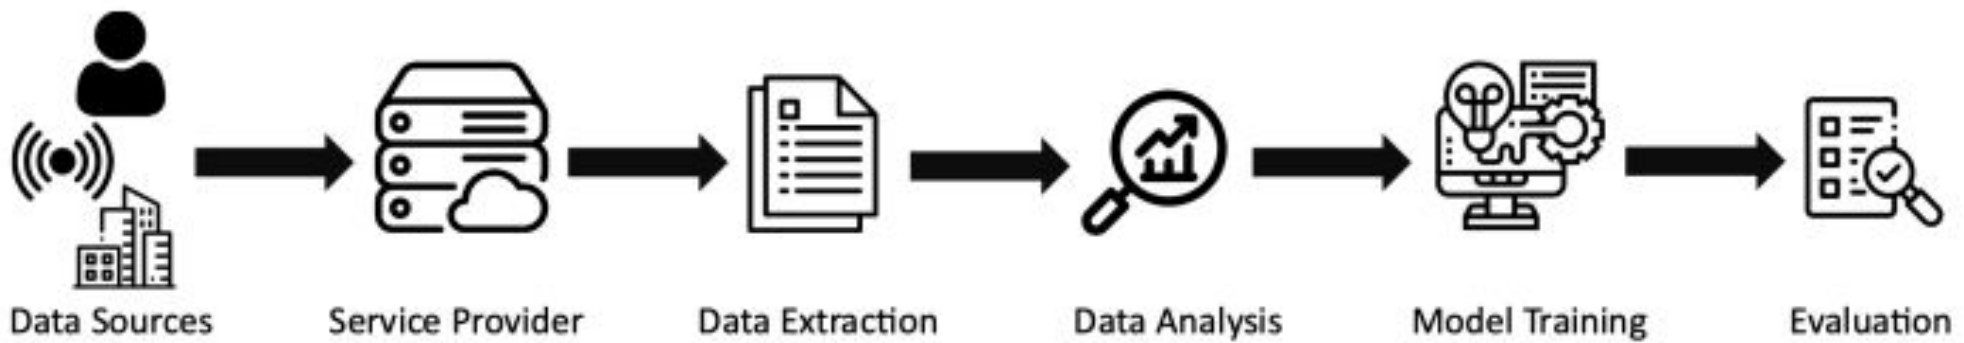 Data Sources
Service Provider
Data Extraction
Data Analysis
Model Training
Evaluation